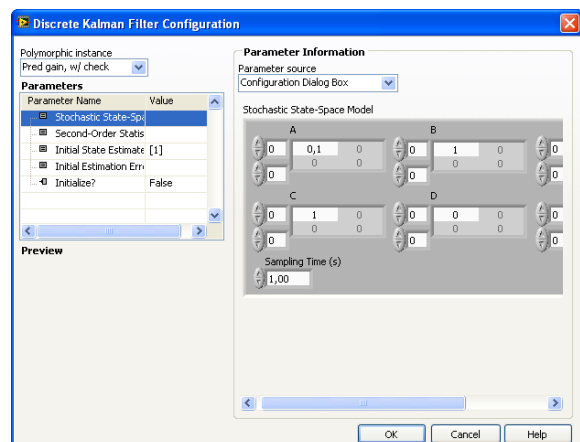 Discrete Kalman Filter Configuration
Polymorphic instance
Pred gain, w/ check
Parameters
Parameter Name Value
Stochastic State-Spa
Second-Order Statis
Initial State Estimate [1]
Initial Estimation Erro
Initialize? False
Preview
Parameter Information
Parameter source
Configuration Dialog Box
Stochastic State-Space Model
A B
0 0,1 0 0 1 0 0
0 0 0 0 0 0 0
C D
0 1 0 0 0 0 0
0 0 0 0 0 0 0
Sampling Time (s)
1,00
OK Cancel Help